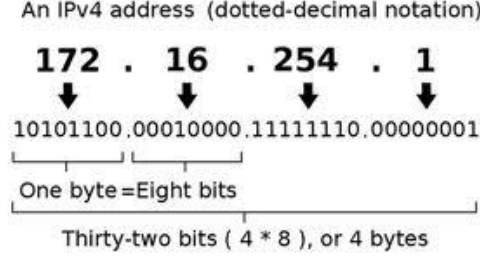 An IPv4 address (dotted-decimal notation)
172 . 16 . 254 . 1
10101100.00010000.11111110.00000001
One byte=Eight bits
Thirty-two bits ( 4 * 8 ), or 4 bytes